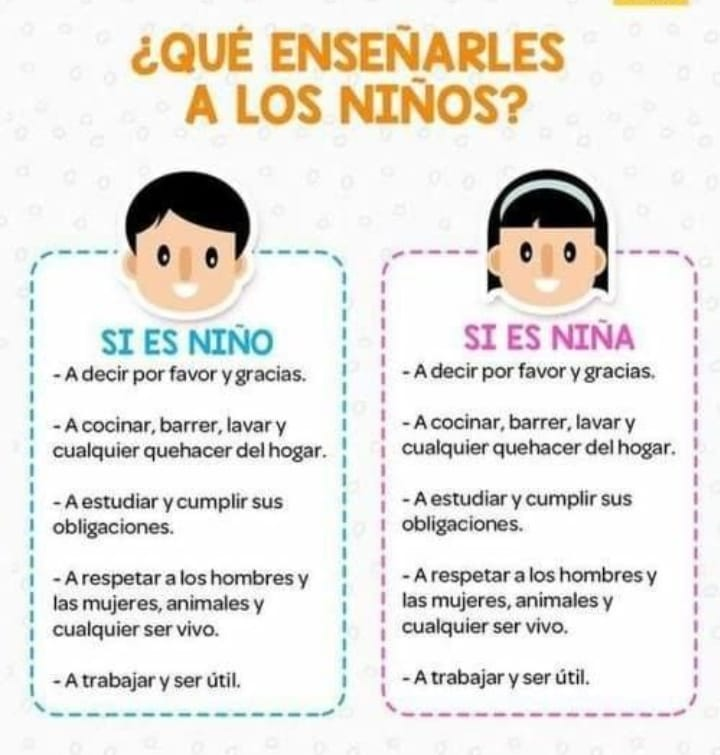 ¿QUÉ ENSEÑARLES
A LOS NIÑOS?
SI ES NIÑO
- A decir por favor y gracias.
- A cocinar, barrer, lavar y
cualquier quehacer del hogar.
- A estudiar y cumplir sus
obligaciones.
- A respetar a los hombres y
las mujeres, animales y
cualquier ser vivo.
- A trabajar y ser útil.
SI ES NIÑA
- A decir por favor y gracias.
- A cocinar, barrer, lavar y
cualquier quehacer del hogar.
- A estudiar y cumplir sus
obligaciones.
- A respetar a los hombres y
las mujeres, animales y
cualquier ser vivo.
- A trabajar y ser útil.